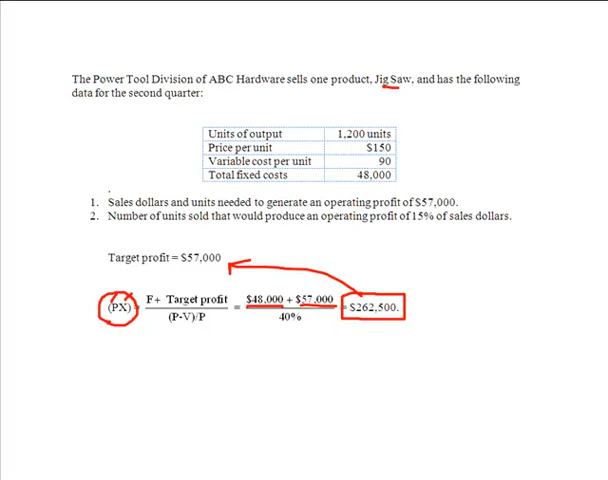 The Power Tool Division of ABC Hardware sells one product, Jig Saw, and has the following
data for the second quarter:
Units of output 1,200 units
Price per unit $150
Variable cost per unit 90
Total fixed costs 48,000
1. Sales dollars and units needed to generate an operating profit of $57,000.
2. Number of units sold that would produce an operating profit of 15% of sales dollars.
Target profit = $57,000
(PX) = F+ Target profit / (P-V)/P = $48,000 + $57,000 / 40% = $262,500.